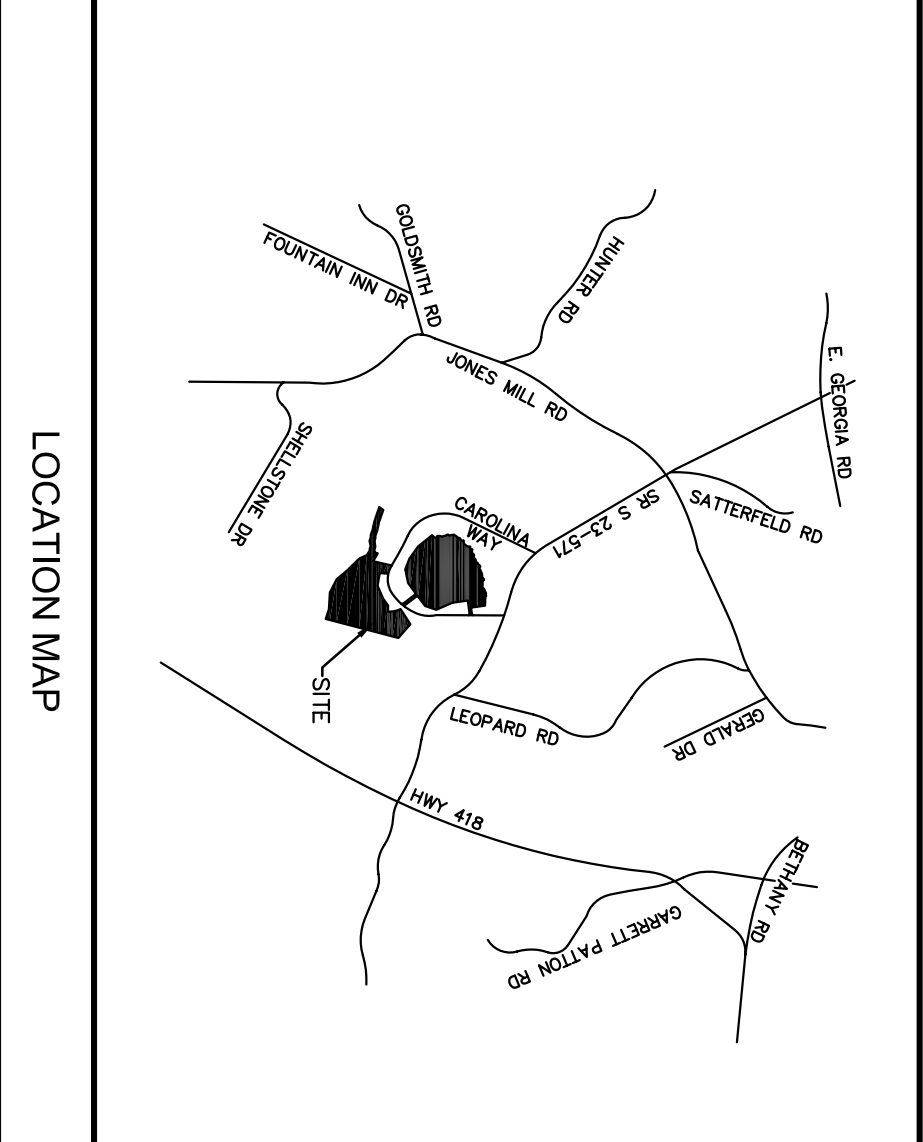 E. GEORGIA RD
HUNTER RD
GOLDSMITH RD
FOUNTAIN INN DR
JONES MILL RD
SATTERFELD RD
SR S 23-571
SHELLSTONE DR
CAROLINA
WAY
SITE
LEOPARD RD
GERALD DR
HWY 418
BETHANY RD
GARRETT PATTON RD
LOCATION MAP